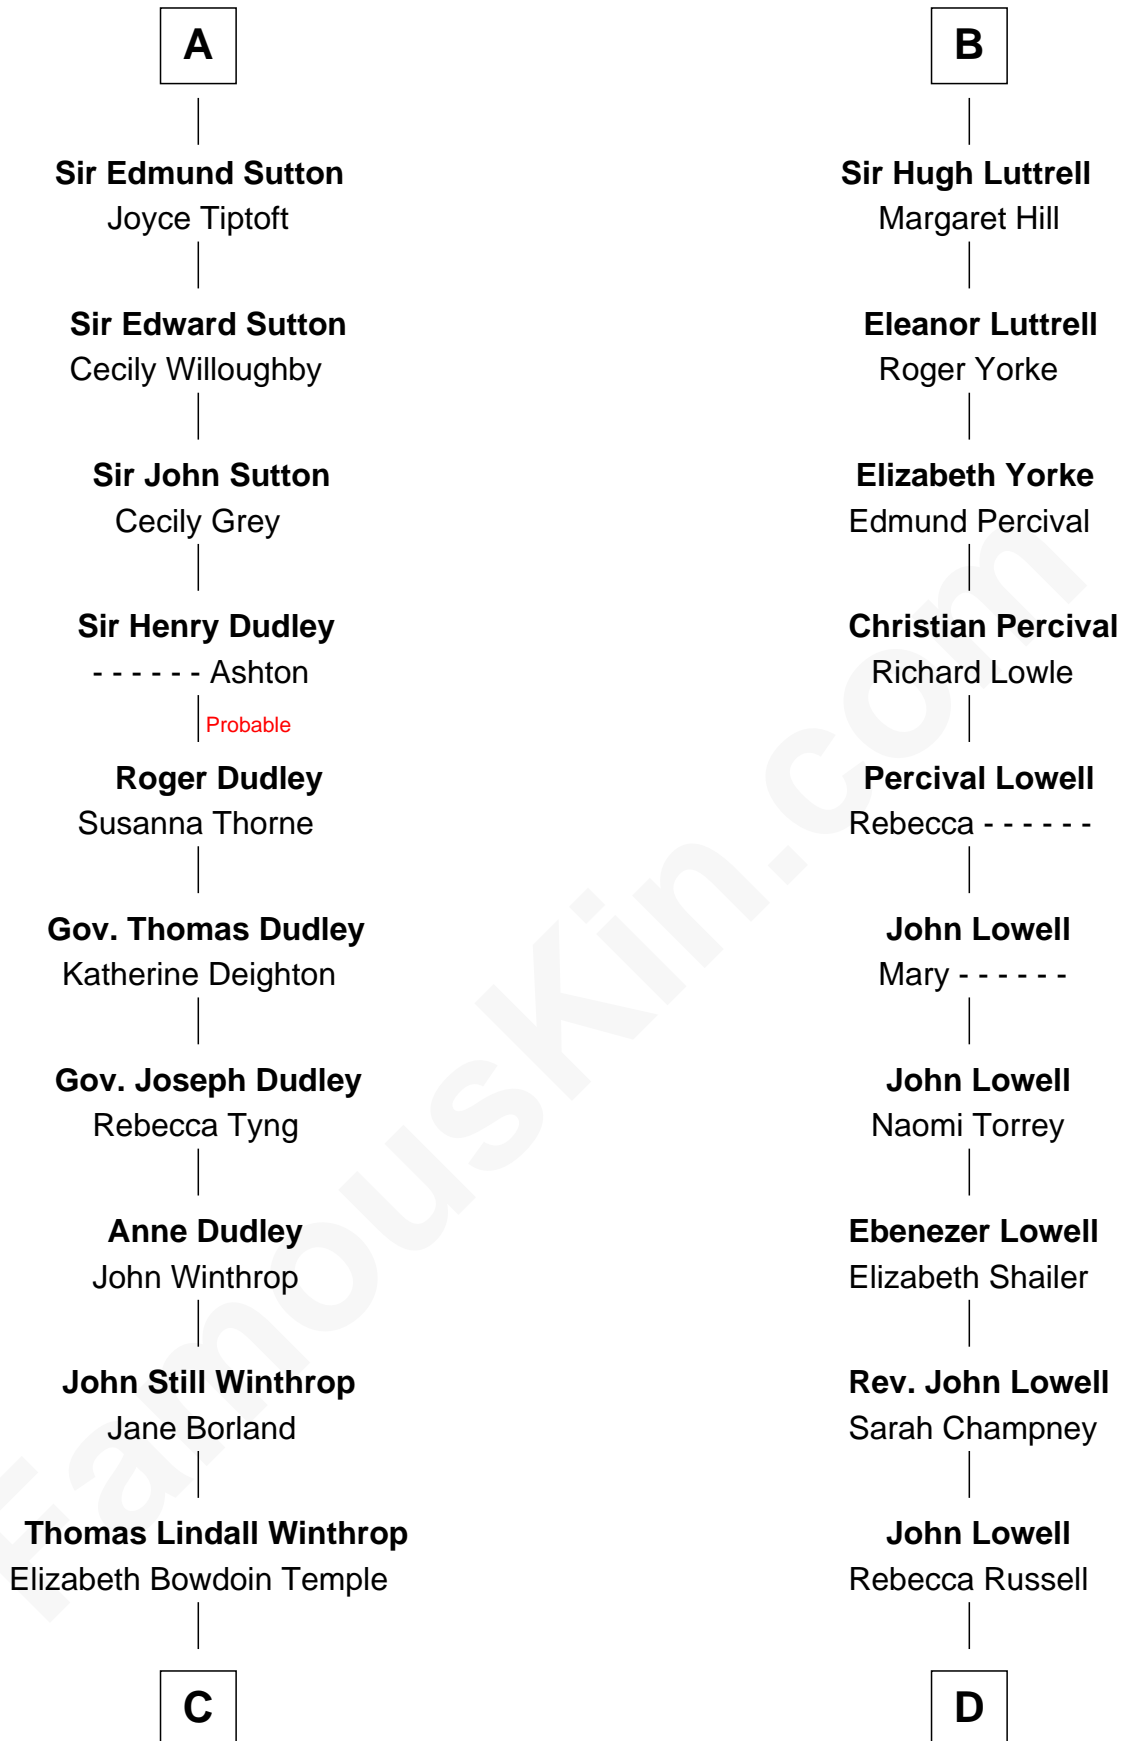 A
Sir Edmund Sutton
Joyce Tiptoft
Sir Edward Sutton
Cecily Willoughby
Sir John Sutton
Cecily Grey
Sir Henry Dudley
- - - - - - Ashton
Probable
Roger Dudley
Susanna Thorne
Gov. Thomas Dudley
Katherine Deighton
Gov. Joseph Dudley
Rebecca Tyng
Anne Dudley
John Winthrop
John Still Winthrop
Jane Borland
Thomas Lindall Winthrop
Elizabeth Bowdoin Temple
C
B
Sir Hugh Luttrell
Margaret Hill
Eleanor Luttrell
Roger Yorke
Elizabeth Yorke
Edmund Percival
Christian Percival
Richard Lowle
Percival Lowell
Rebecca - - - - - -
John Lowell
Mary - - - - - -
John Lowell
Naomi Torrey
Ebenezer Lowell
Elizabeth Shailer
Rev. John Lowell
Sarah Champney
John Lowell
Rebecca Russell
D
FamousKin.com